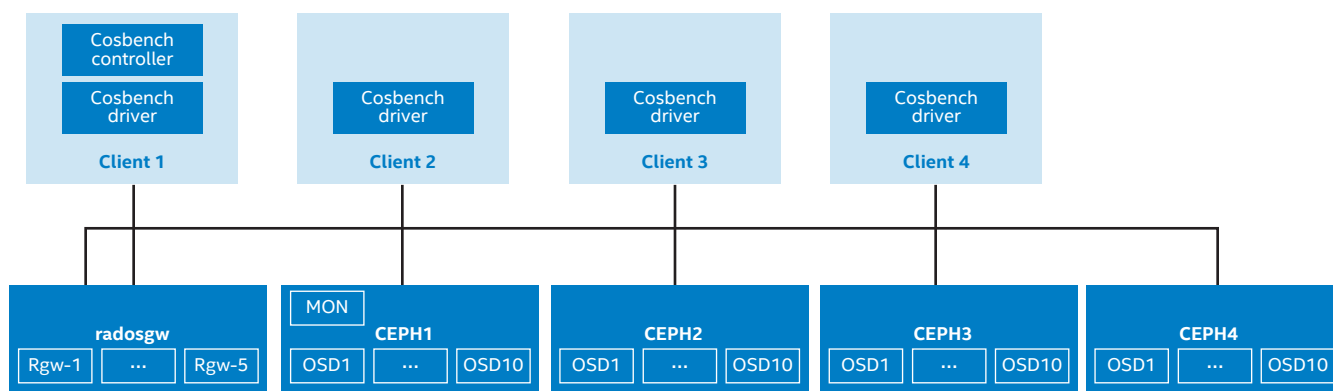 Cosbench
controller
Cosbench
driver
Client 1
Cosbench
driver
Client 2
Cosbench
driver
Client 3
Cosbench
driver
Client 4
radosgw
Rgw-1
...
Rgw-5
MON
CEPH1
OSD1
...
OSD10
CEPH2
OSD1
...
OSD10
CEPH3
OSD1
...
OSD10
CEPH4
OSD1
...
OSD10